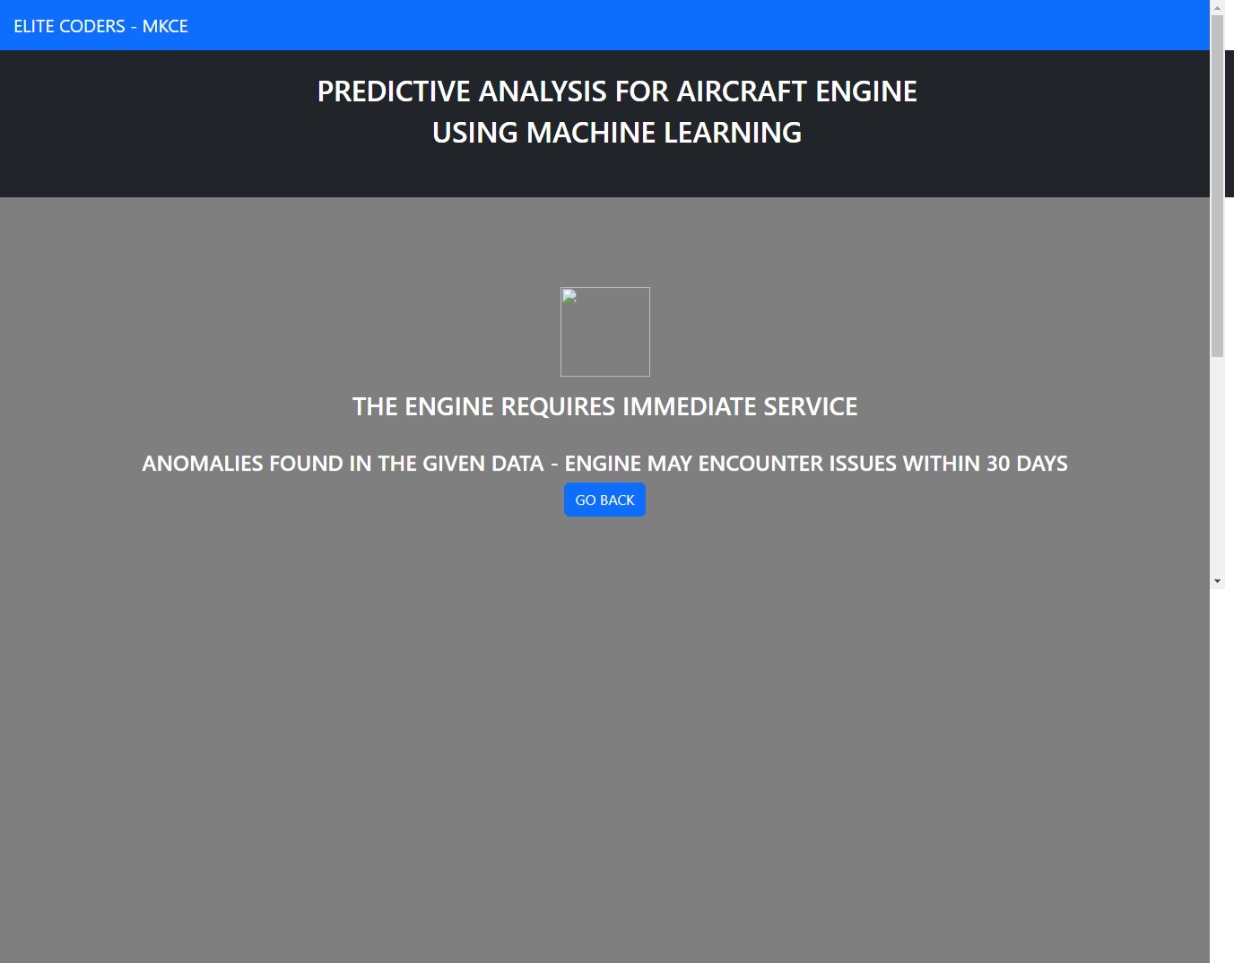 ELITE CODERS - MKCE
PREDICTIVE ANALYSIS FOR AIRCRAFT ENGINE
USING MACHINE LEARNING
THE ENGINE REQUIRES IMMEDIATE SERVICE
ANOMALIES FOUND IN THE GIVEN DATA - ENGINE MAY ENCOUNTER ISSUES WITHIN 30 DAYS
GO BACK